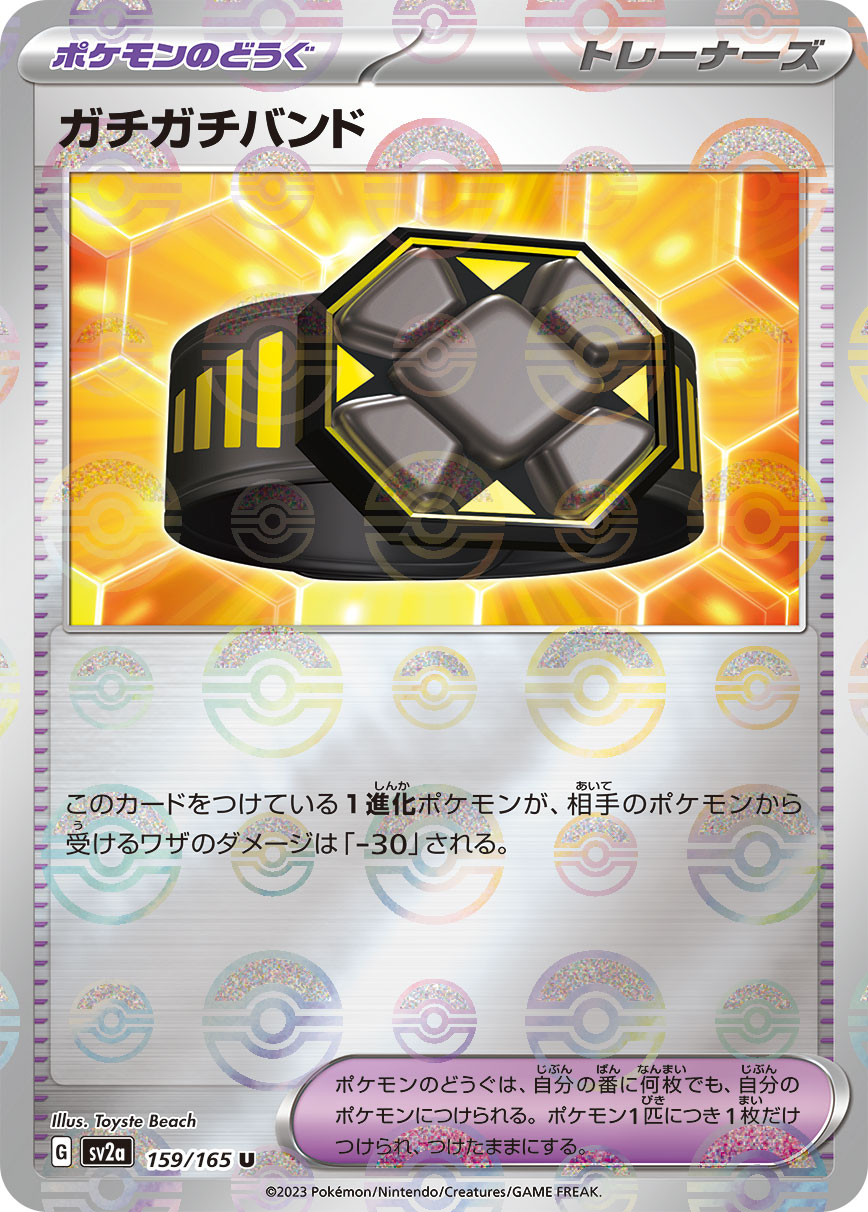 ポケモンのどうぐ
トレーナーズ
ガチガチバンド
このカードをつけている1進化ポケモンが、相手のポケモンから
受けるワザのダメージは「-30」される。
ポケモンのどうぐは、自分の番に何枚でも、自分の
ポケモンにつけられる。ポケモン1匹につき1枚だけ
つけられ、つけたままにする。
Illus. Toyste Beach
G sv2a 159/165 U
©2023 Pokémon/Nintendo/Creatures/GAME FREAK.